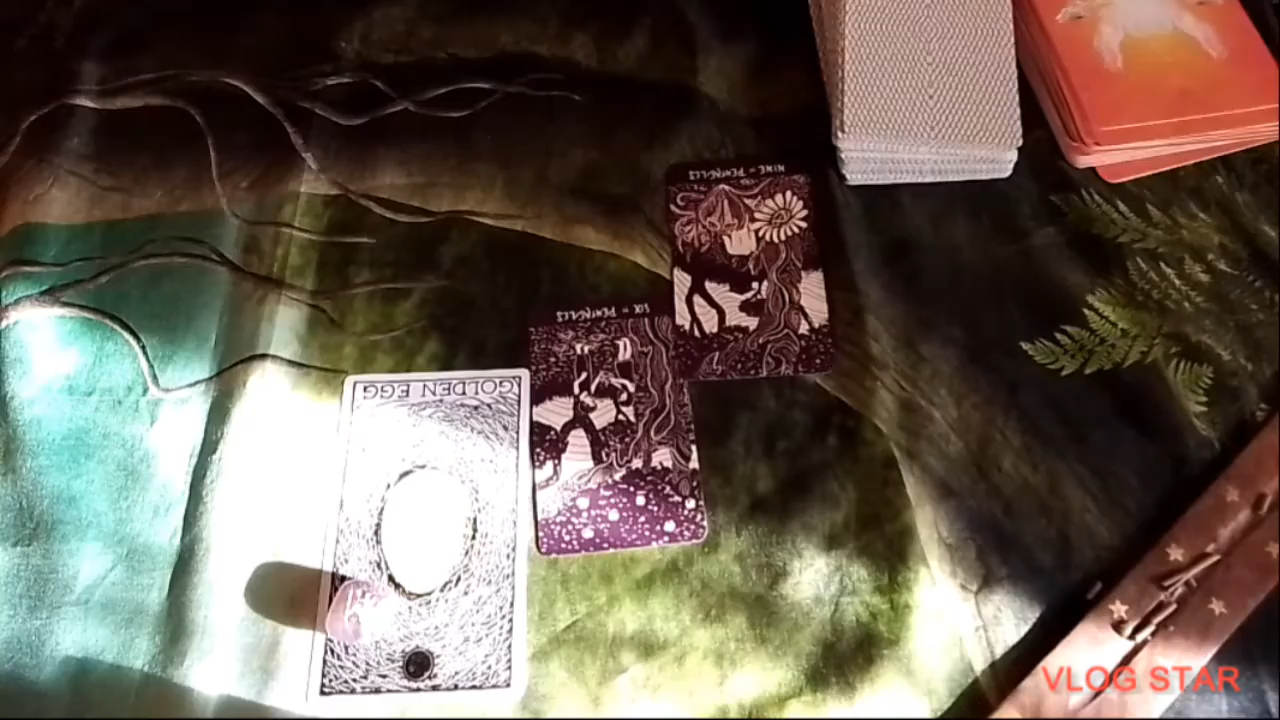 NINE of PENTACLES
SIX of PENTACLES
GOLDEN EGG
VLOG STAR